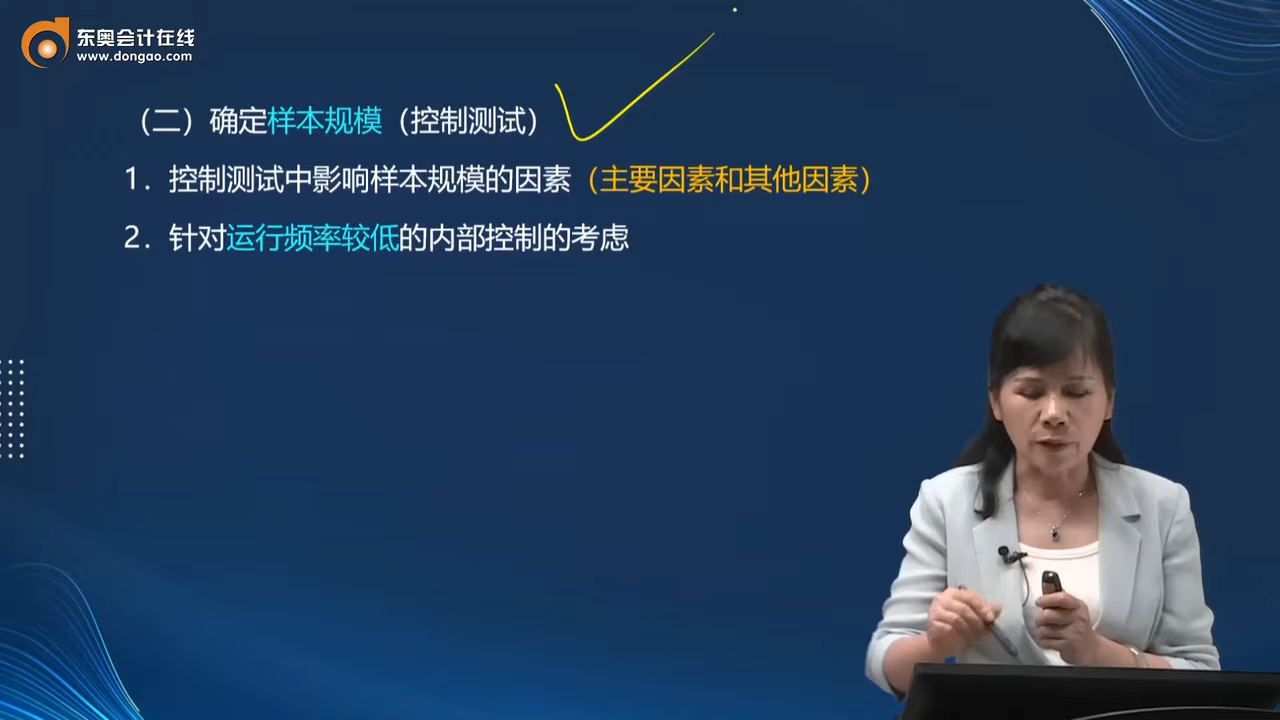 东奥会计在线
www.dongao.com
（二）确定样本规模（控制测试）
1．控制测试中影响样本规模的因素（主要因素和其他因素）
2．针对运行频率较低的内部控制的考虑